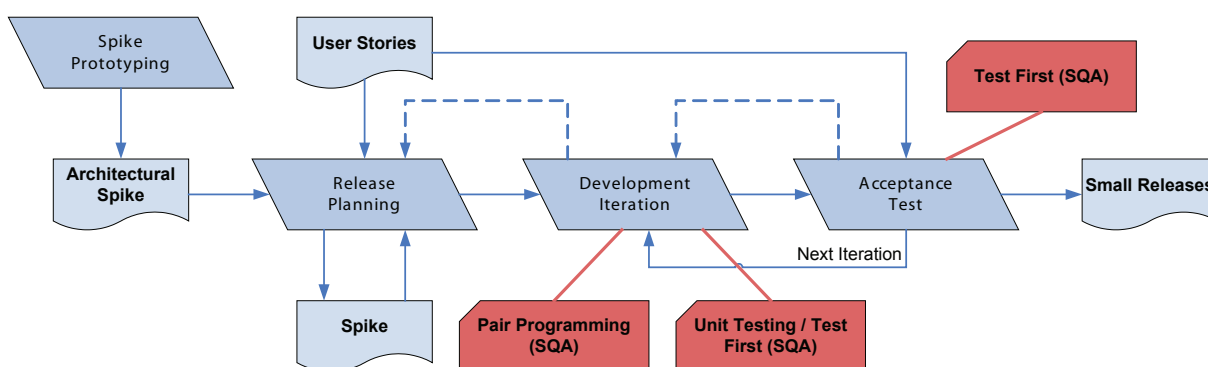 Spike
Prototyping
User Stories
Test First (SQA)
Architectural
Spike
Release
Planning
Development
Iteration
Acceptance
Test
Small Releases
Next Iteration
Spike
Pair Programming
(SQA)
Unit Testing / Test
First (SQA)